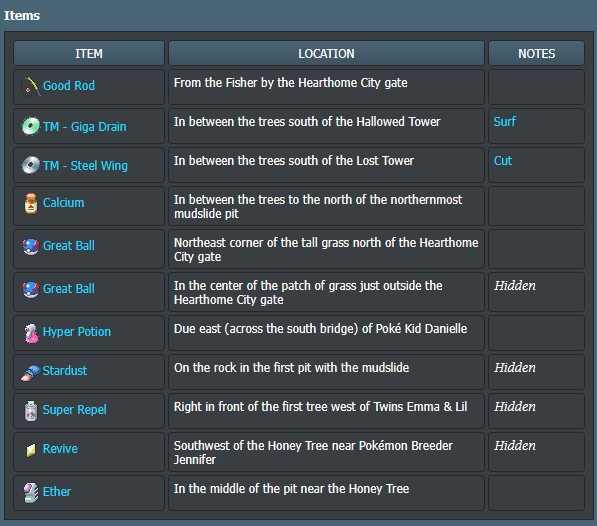 Items
ITEM LOCATION NOTES
Good Rod From the Fisher by the Hearthome City gate
TM - Giga Drain In between the trees south of the Hallowed Tower Surf
TM - Steel Wing In between the trees south of the Lost Tower Cut
Calcium In between the trees to the north of the northernmost
mudslide pit
Great Ball Northeast corner of the tall grass north of the Hearthome
City gate
Great Ball In the center of the patch of grass just outside the Hidden
Hearthome City gate
Hyper Potion Due east (across the south bridge) of Poké Kid Danielle
Stardust On the rock in the first pit with the mudslide Hidden
Super Repel Right in front of the first tree west of Twins Emma & Lil Hidden
Revive Southwest of the Honey Tree near Pokémon Breeder Hidden
Jennifer
Ether In the middle of the pit near the Honey Tree